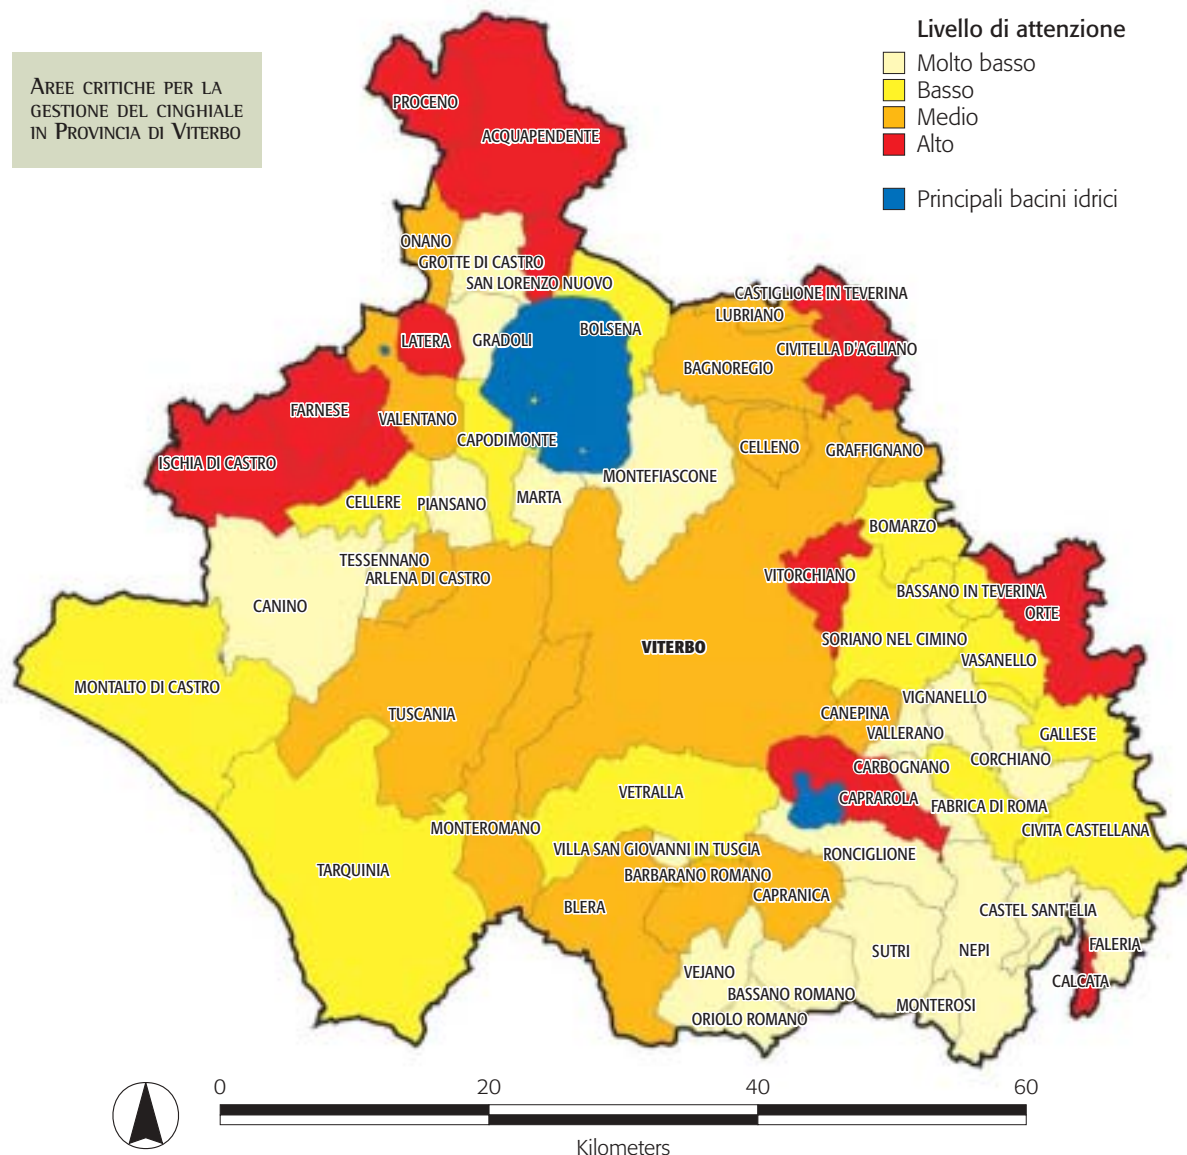 Aree critiche per la
gestione del cinghiale
in Provincia di Viterbo
Livello di attenzione
Molto basso
Basso
Medio
Alto
Principali bacini idrici
PROCENO
ACQUAPENDENTE
ONANO
GROTTE DI CASTRO
SAN LORENZO NUOVO
CASTIGLIONE IN TEVERINA
LUBRIANO
BOLSENA
LATERA
GRADOLI
CIVITELLA D'AGLIANO
BAGNOREGIO
FARNESE
VALENTANO
CAPODIMONTE
CELLENO
GRAFFIGNANO
ISCHIA DI CASTRO
MONTEFIASCONE
CELLERE
PIANSANO
MARTA
BOMARZO
TESSENNANO
ARLENA DI CASTRO
VITORCHIANO
BASSANO IN TEVERINA
CANINO
ORTE
SORIANO NEL CIMINO
VITERBO
VASANELLO
MONTALTO DI CASTRO
VIGNANELLO
TUSCANIA
CANEPINA
VALLERANO
GALLESE
CORCHIANO
CARBOGNANO
VETRALLA
CAPRAROLA
FABRICA DI ROMA
MONTEROMANO
CIVITA CASTELLANA
VILLA SAN GIOVANNI IN TUSCIA
RONCIGLIONE
TARQUINIA
BARBARANO ROMANO
CAPRANICA
BLERA
CASTEL SANT'ELIA
SUTRI
NEPI
FALERIA
VEJANO
CALCATA
BASSANO ROMANO
MONTEROSI
ORIOLO ROMANO
0 20 40 60
Kilometers